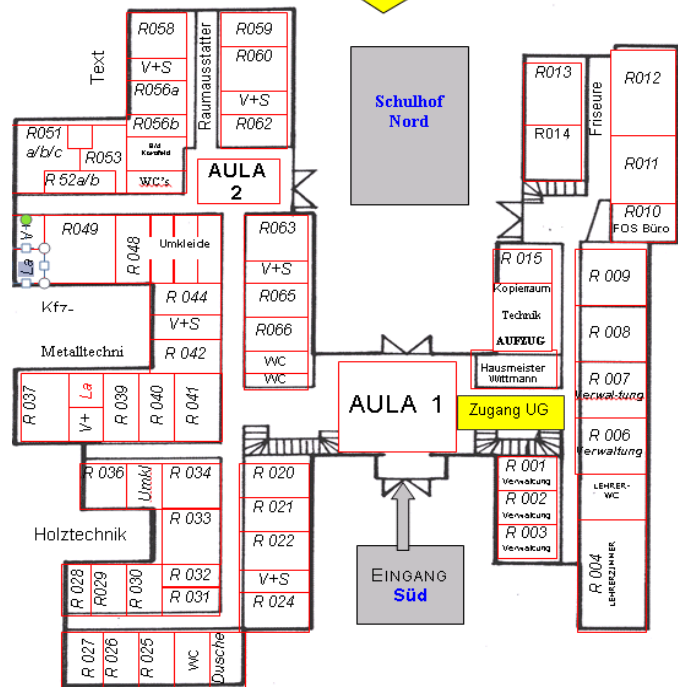 Text
R058
V+S
R056a
R056b
Raumausstatter
R059
R060
V+S
R062
R051
a/b/c
R053
R 52a/b
WC's
AULA
2
Schulhof
Nord
R013
R014
Friseure
R012
R011
R010
FOS Büro
R049
R 048
Umkleide
La
R063
V+S
R065
R066
WC
WC
R 044
V+S
R 042
Kfz-
Metalltechni
R 015
Kopierraum
Technik
AUFZUG
Hausmeister
Wittmann
R 009
R 008
R 007
Verwal-tung
R 006
Verwaltung
LEHRER-
WC
R 004
LEHRERZIMMER
R 037
La
V+
R 039
R 040
R 041
AULA 1
Zugang UG
R 001
Verwaltung
R 002
Verwaltung
R 003
Verwaltung
R 036
Umkl
R 034
R 033
R 032
R 031
Holztechnik
R 028
R029
R 030
R 020
R 021
R 022
V+S
R 024
EINGANG
Süd
R 027
R 026
R 025
WC
Dusche